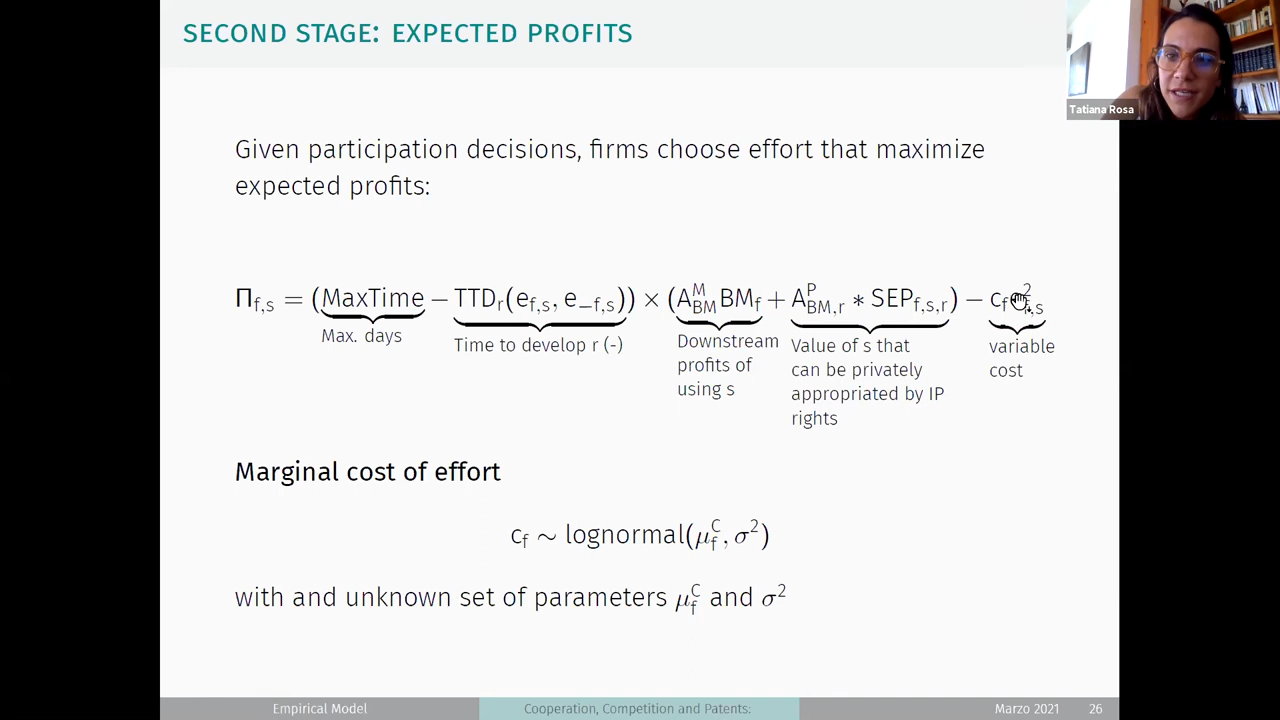 SECOND STAGE: EXPECTED PROFITS
Tatiana Rosa
Given participation decisions, firms choose effort that maximize
expected profits:
Π_{f,s} = (MaxTime − TTD_r(e_{f,s}, e_{−f,s})) × (A^M_{BM}BM_f + A^P_{BM,r} ∗ SEP_{f,s,r}) − c_f e^2_{f,s}
Max. days
Time to develop r (-)
Downstream
profits of
using s
Value of s that
can be privately
appropriated by IP
rights
variable
cost
Marginal cost of effort
c_f ∼ lognormal(μ^C_f, σ^2)
with and unknown set of parameters μ^C_f and σ^2
Empirical Model
Cooperation, Competition and Patents:
Marzo 2021
26